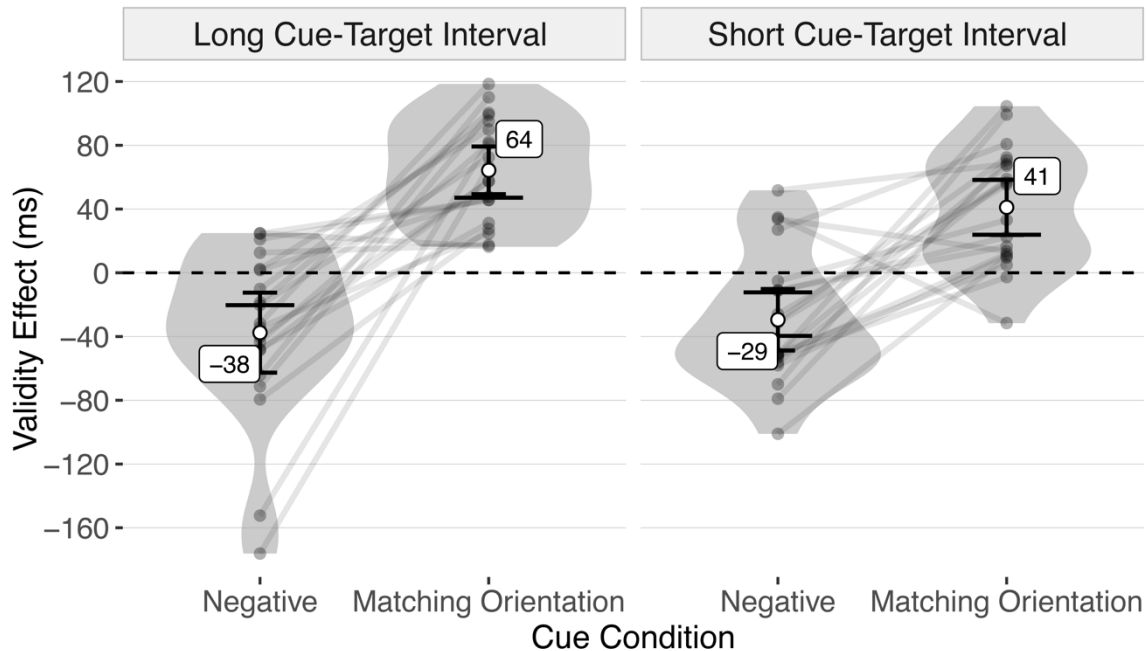 Long Cue-Target Interval
Short Cue-Target Interval
Validity Effect (ms)
120
80
40
0
−40
−80
−120
−160
64
−38
41
−29
Negative
Matching Orientation
Negative
Matching Orientation
Cue Condition